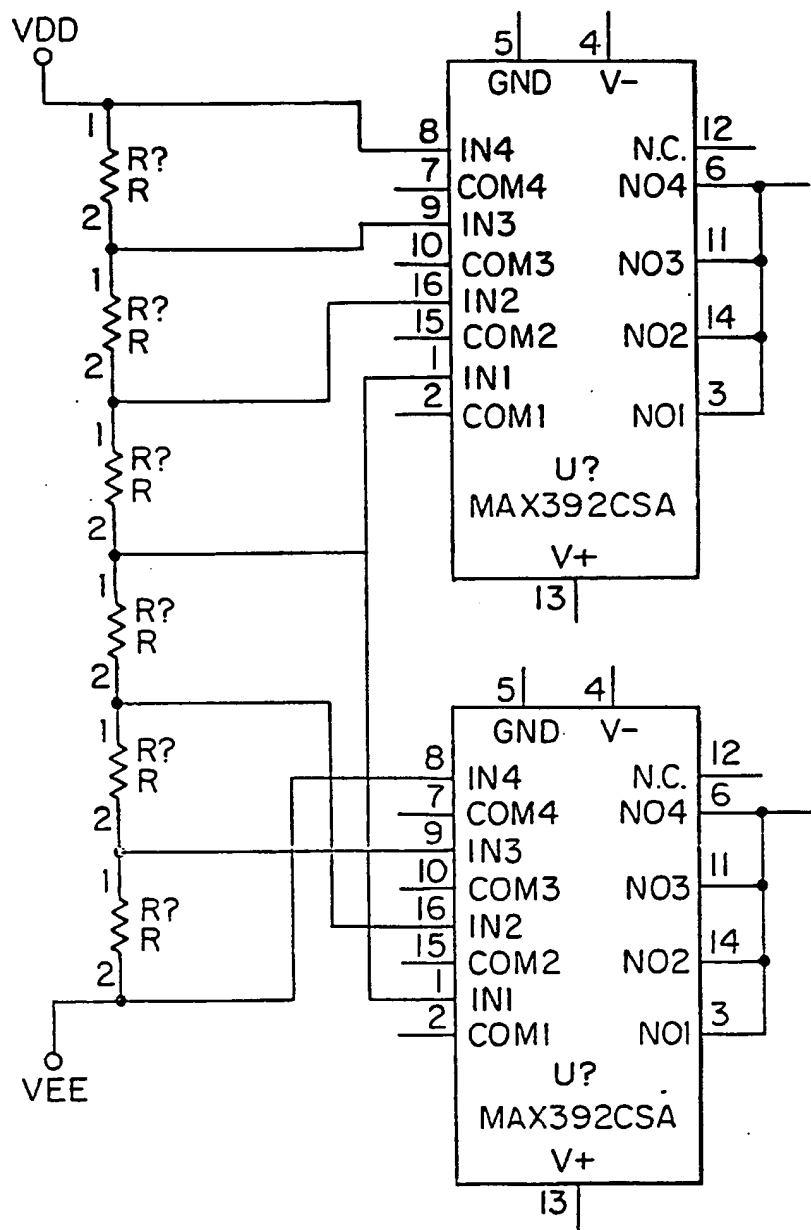 VDD
1
R?
R
2
1
R?
R
2
1
R?
R
2
1
R?
R
2
1
R?
R
2
1
R?
R
2
VEE
5 4
GND V-
8 IN4 N.C. 12
7 COM4 NO4 6
9 IN3
10 COM3 NO3 11
16 IN2
15 COM2 NO2 14
1 IN1
2 COM1 NO1 3
U?
MAX392CSA
V+
13
5 4
GND V-
8 IN4 N.C. 12
7 COM4 NO4 6
9 IN3
10 COM3 NO3 11
16 IN2
15 COM2 NO2 14
1 IN1
2 COM1 NO1 3
U?
MAX392CSA
V+
13